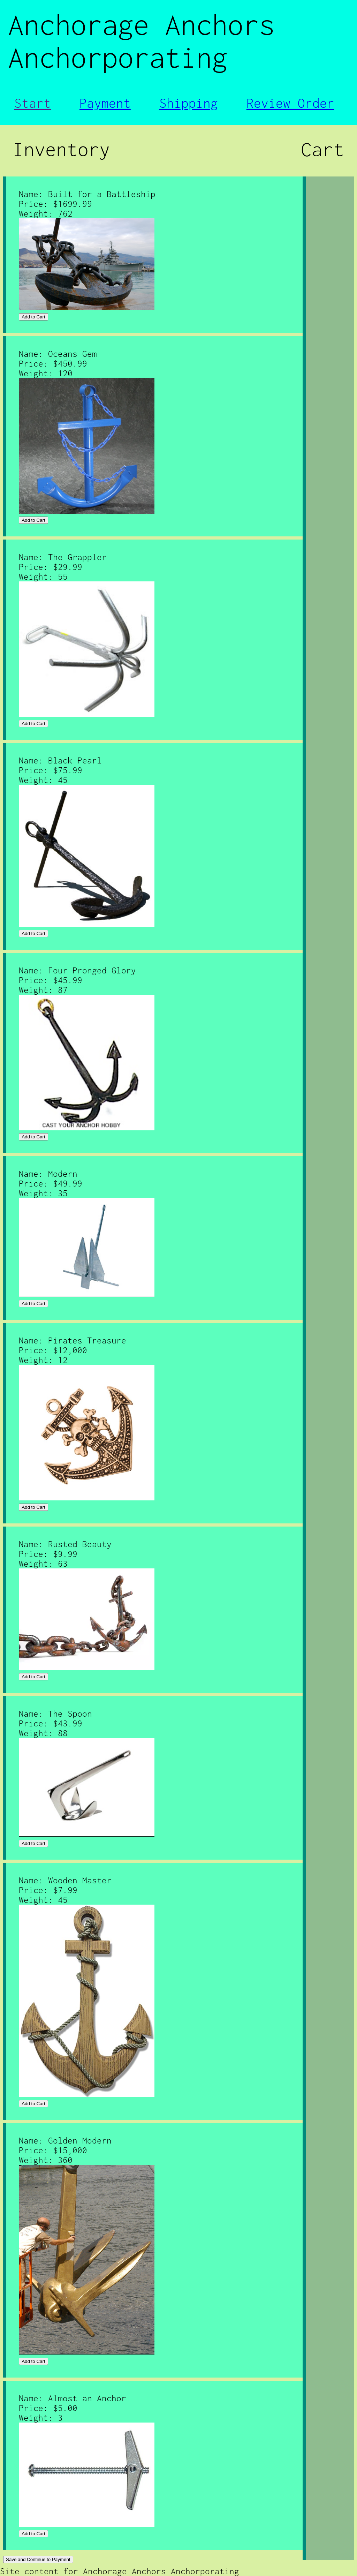 Anchorage Anchors
Anchorporating
Start Payment Shipping Review Order
Inventory
Cart
Name: Built for a Battleship
Price: $1699.99
Weight: 762
Add to Cart
Name: Oceans Gem
Price: $450.99
Weight: 120
Add to Cart
Name: The Grappler
Price: $29.99
Weight: 55
Add to Cart
Name: Black Pearl
Price: $75.99
Weight: 45
Add to Cart
Name: Four Pronged Glory
Price: $45.99
Weight: 87
CAST YOUR ANCHOR HOBBY
Add to Cart
Name: Modern
Price: $49.99
Weight: 35
Add to Cart
Name: Pirates Treasure
Price: $12,000
Weight: 12
Add to Cart
Name: Rusted Beauty
Price: $9.99
Weight: 63
Add to Cart
Name: The Spoon
Price: $43.99
Weight: 88
Add to Cart
Name: Wooden Master
Price: $7.99
Weight: 45
Add to Cart
Name: Golden Modern
Price: $15,000
Weight: 360
Add to Cart
Name: Almost an Anchor
Price: $5.00
Weight: 3
Add to Cart
Save and Continue to Payment
Site content for Anchorage Anchors Anchorporating